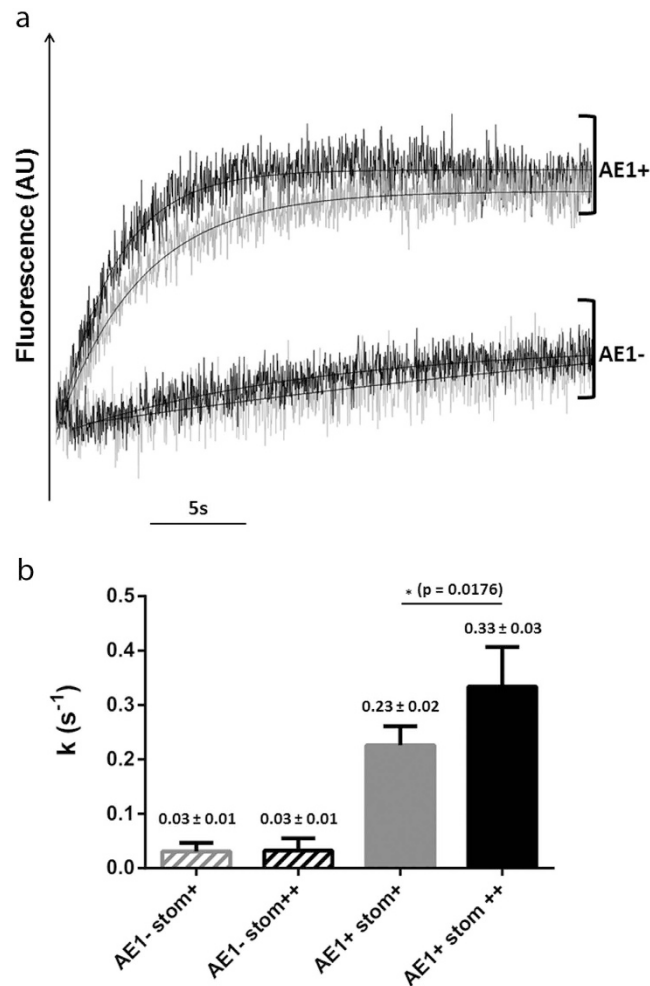 a
Fluorescence (AU)
AE1+
AE1-
5s
b
* (p = 0.0176)
0.33 ± 0.03
0.23 ± 0.02
0.03 ± 0.01
0.03 ± 0.01
k (s⁻¹)
0.5
0.4
0.3
0.2
0.1
0.0
AE1- stom+
AE1- stom++
AE1+ stom+
AE1+ stom ++